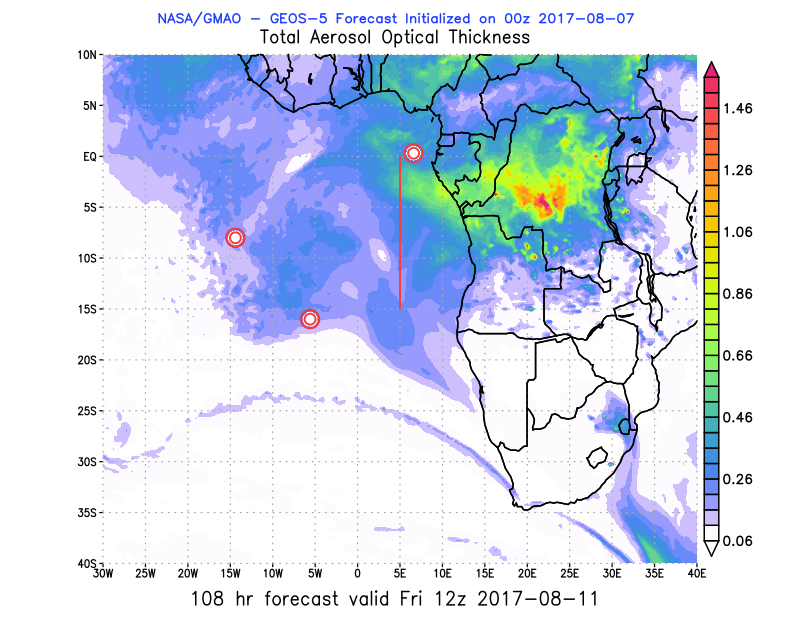 NASA/GMAO - GEOS-5 Forecast Initialized on 00z 2017-08-07
Total Aerosol Optical Thickness
10N
5N
EQ
5S
10S
15S
20S
25S
30S
35S
40S
30W 25W 20W 15W 10W 5W 0 5E 10E 15E 20E 25E 30E 35E 40E
1.46
1.26
1.06
0.86
0.66
0.46
0.26
0.06
108 hr forecast valid Fri 12z 2017-08-11